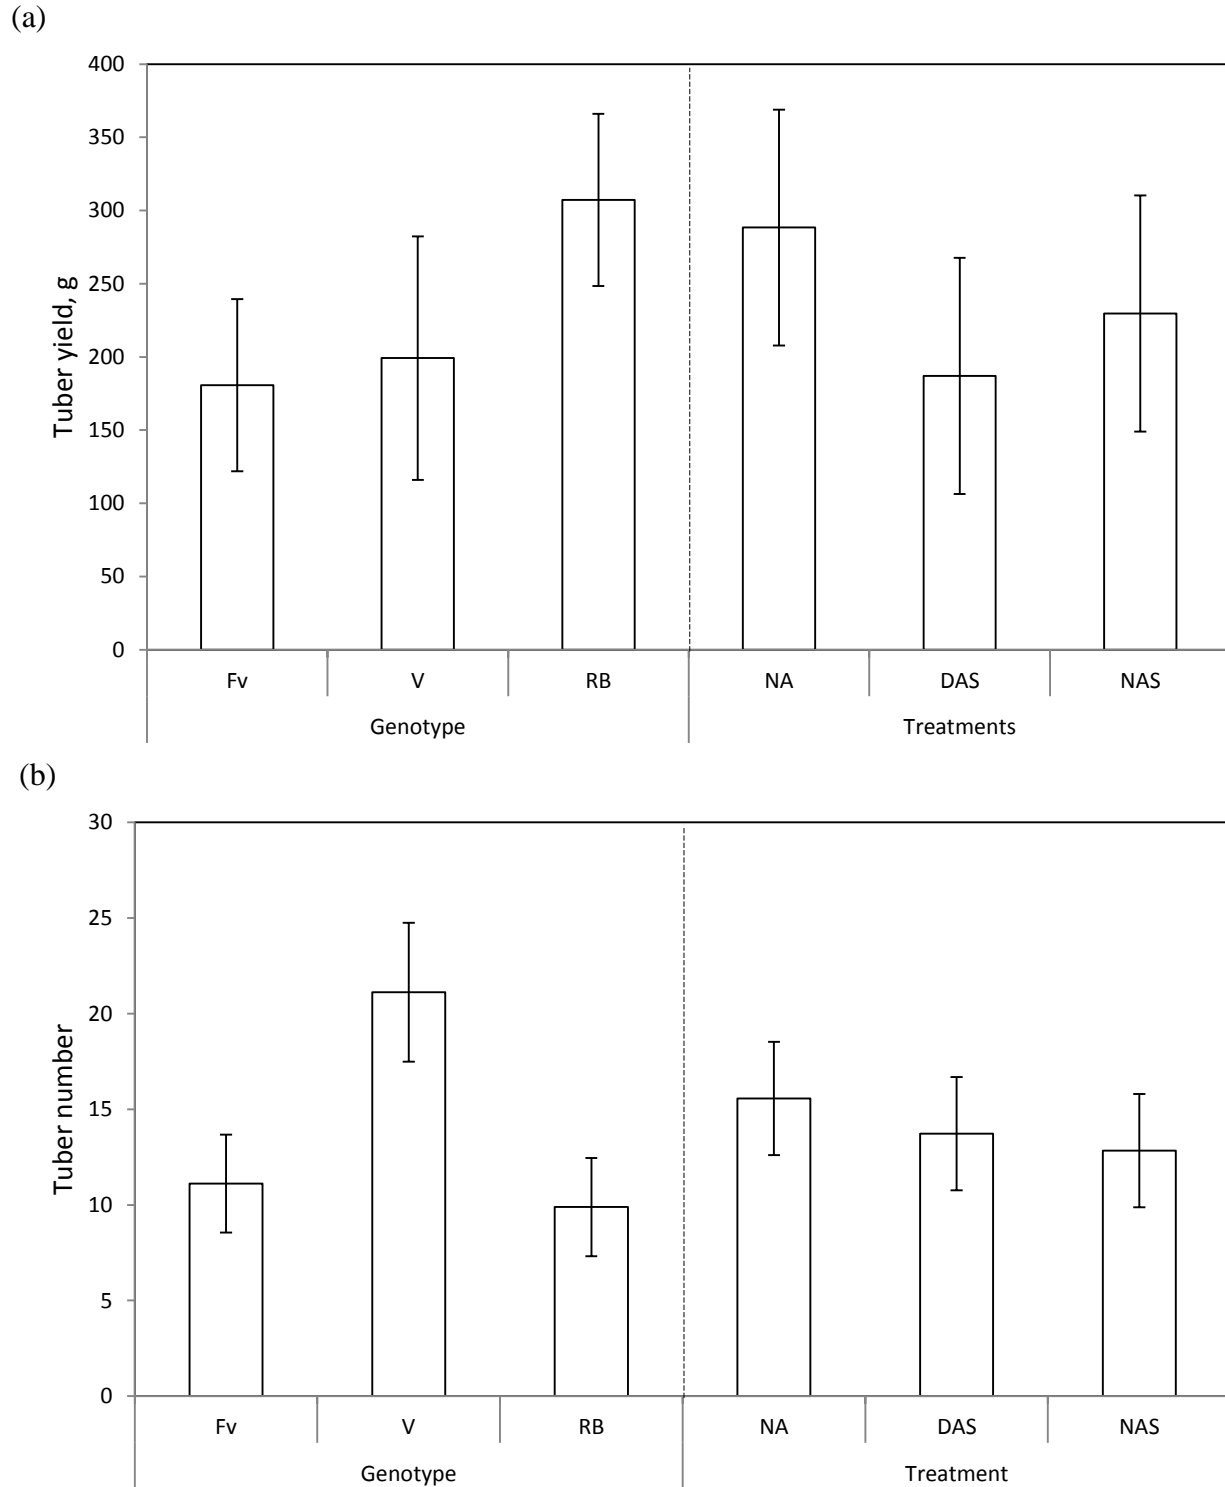 (a)
Tuber yield, g
400
350
300
250
200
150
100
50
0
Fv V RB NA DAS NAS
Genotype Treatments
(b)
Tuber number
30
25
20
15
10
5
0
Fv V RB NA DAS NAS
Genotype Treatment